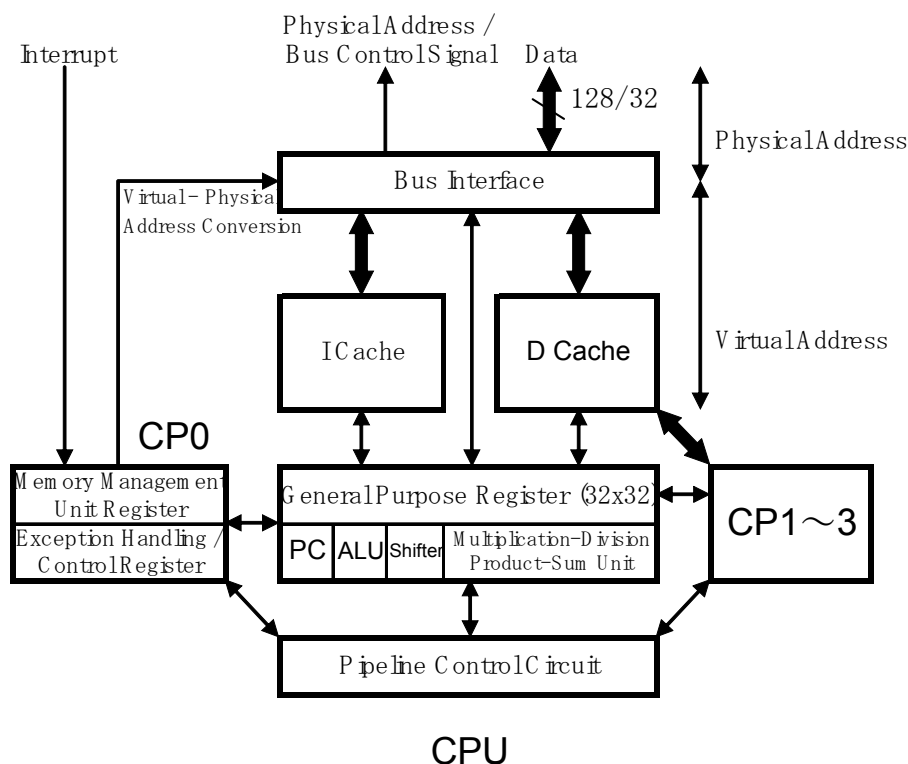 Physical Address /
Interrupt
Bus Control Signal
Data
128/32
Physical Address
Bus Interface
Virtual-Physical
Address Conversion
I Cache
D Cache
Virtual Address
CP0
Memory Management
Unit Register
General Purpose Register (32x32)
CP1～3
Exception Handling /
Control Register
PC
ALU
Shifter
Multiplication-Division
Product-Sum Unit
Pipeline Control Circuit
CPU